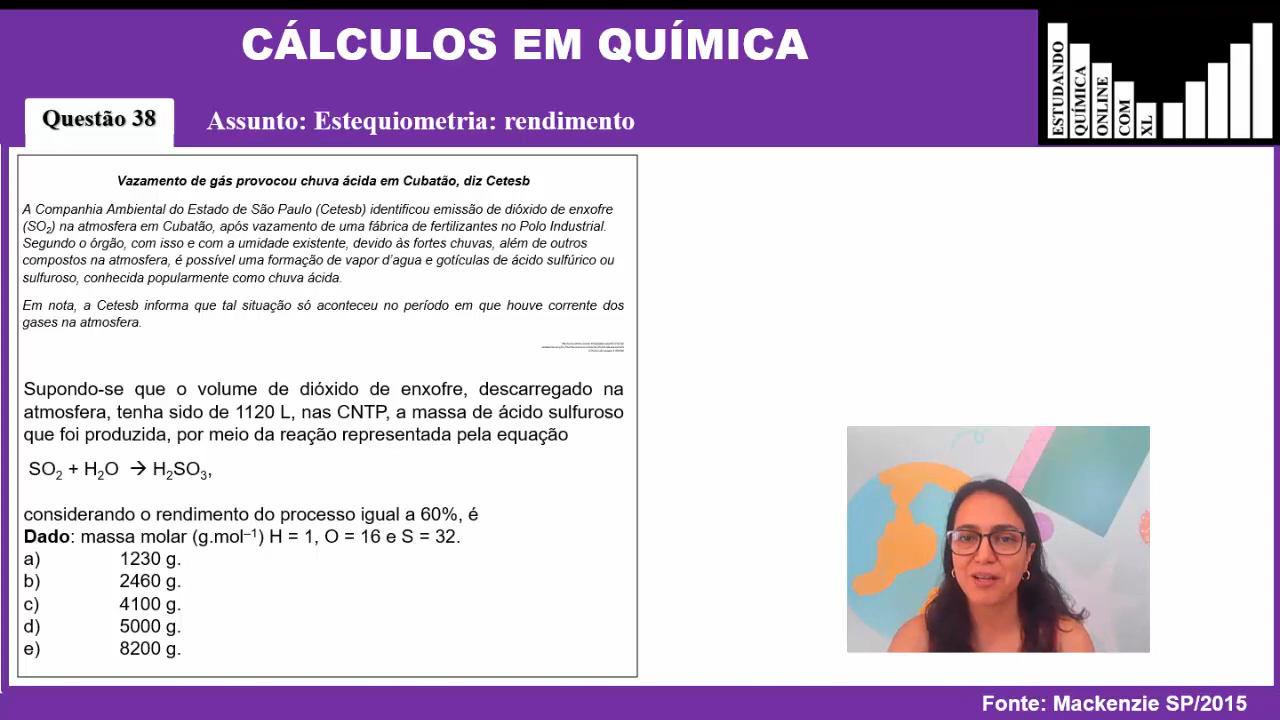 CÁLCULOS EM QUÍMICA
ESTUDANDO
QUÍMICA
ONLINE
COM
XL
Questão 38
Assunto: Estequiometria: rendimento
Vazamento de gás provocou chuva ácida em Cubatão, diz Cetesb
A Companhia Ambiental do Estado de São Paulo (Cetesb) identificou emissão de dióxido de enxofre
(SO₂) na atmosfera em Cubatão, após vazamento de uma fábrica de fertilizantes no Polo Industrial.
Segundo o órgão, com isso e com a umidade existente, devido às fortes chuvas, além de outros
compostos na atmosfera, é possível uma formação de vapor d’agua e gotículas de ácido sulfúrico ou
sulfuroso, conhecida popularmente como chuva ácida.
Em nota, a Cetesb informa que tal situação só aconteceu no período em que houve corrente dos
gases na atmosfera.
Supondo-se que o volume de dióxido de enxofre, descarregado na
atmosfera, tenha sido de 1120 L, nas CNTP, a massa de ácido sulfuroso
que foi produzida, por meio da reação representada pela equação
SO₂ + H₂O → H₂SO₃,
considerando o rendimento do processo igual a 60%, é
Dado: massa molar (g.mol⁻¹) H = 1, O = 16 e S = 32.
a) 1230 g.
b) 2460 g.
c) 4100 g.
d) 5000 g.
e) 8200 g.
Fonte: Mackenzie SP/2015